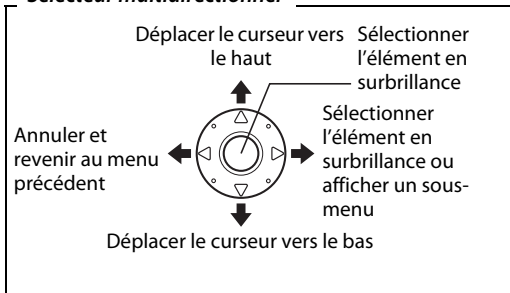 Sélecteur multidirectionnel
Déplacer le curseur vers
le haut
Sélectionner
l'élément en
surbrillance
Annuler et
revenir au menu
précédent
Sélectionner
l'élément en
surbrillance ou
afficher un sous-
menu
Déplacer le curseur vers le bas